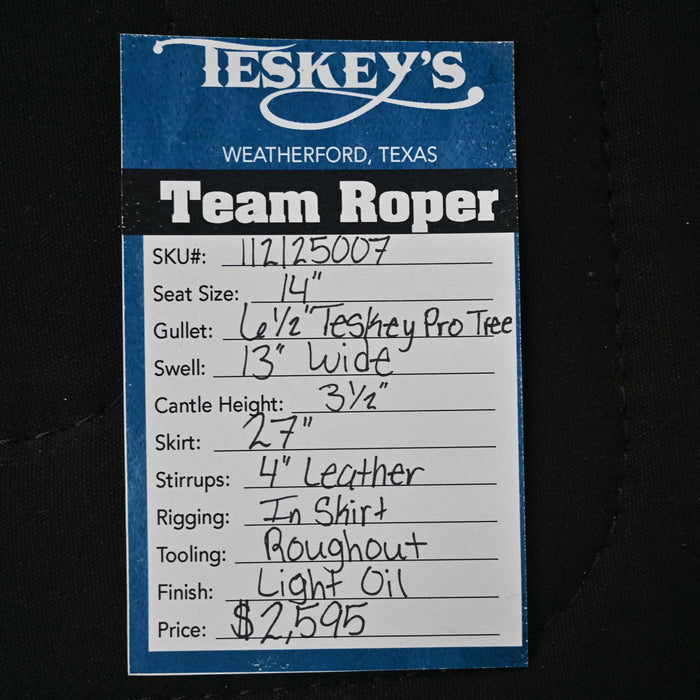 TESKEY'S
WEATHERFORD, TEXAS
Team Roper
SKU#: 112125007
Seat Size: 14"
Gullet: 6 1/2" Teskey Pro Tree
Swell: 13" Wide
Cantle Height: 3 1/2"
Skirt: 27"
Stirrups: 4" Leather
Rigging: In Skirt
Tooling: Roughout
Finish: Light Oil
Price: $2,595